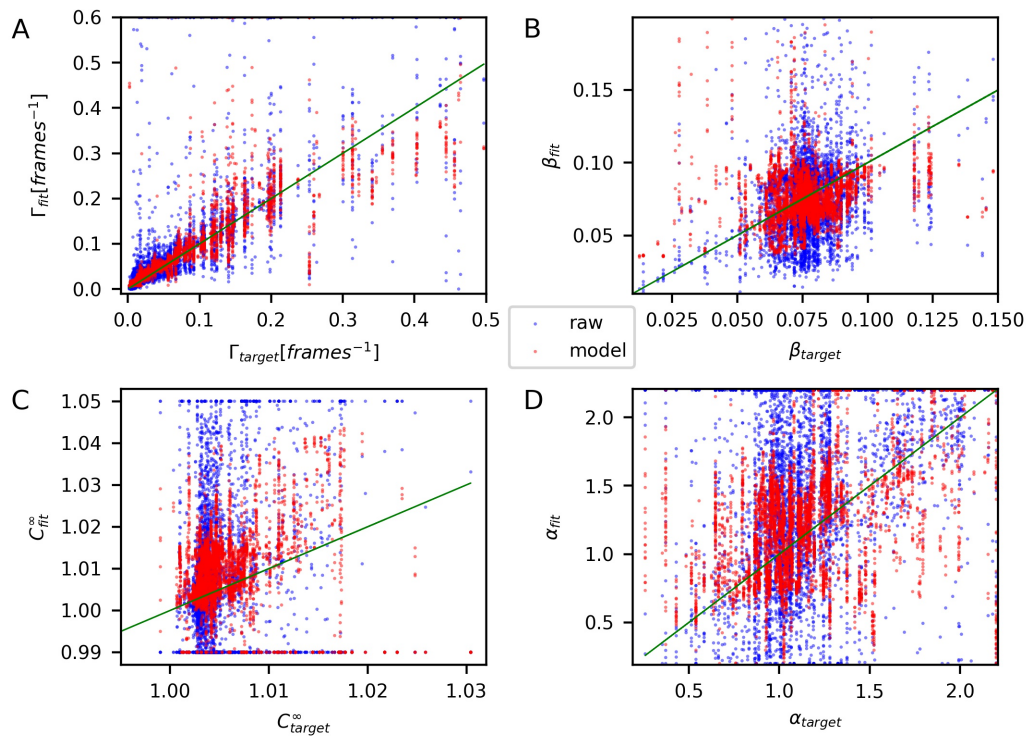 A
0.6
0.5
0.4
0.3
0.2
0.1
0.0
Γfit[frames⁻¹]
0.0 0.1 0.2 0.3 0.4 0.5
Γtarget[frames⁻¹]
B
0.15
0.10
0.05
βfit
0.025 0.050 0.075 0.100 0.125 0.150
βtarget
raw
model
C
1.05
1.04
1.03
1.02
1.01
1.00
0.99
C∞fit
1.00 1.01 1.02 1.03
C∞target
D
2.0
1.5
1.0
0.5
αfit
0.5 1.0 1.5 2.0
αtarget